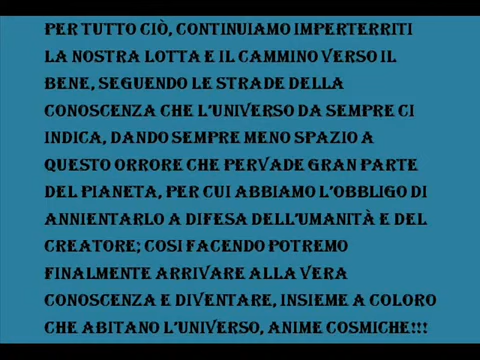 PER TUTTO CIÒ, CONTINUIAMO IMPERTERRITI
LA NOSTRA LOTTA E IL CAMMINO VERSO IL
BENE, SEGUENDO LE STRADE DELLA
CONOSCENZA CHE L'UNIVERSO DA SEMPRE CI
INDICA, DANDO SEMPRE MENO SPAZIO A
QUESTO ORRORE CHE PERVADE GRAN PARTE
DEL PIANETA, PER CUI ABBIAMO L'OBBLIGO DI
ANNIENTARLO A DIFESA DELL'UMANITÀ E DEL
CREATORE; COSI FACENDO POTREMO
FINALMENTE ARRIVARE ALLA VERA
CONOSCENZA E DIVENTARE, INSIEME A COLORO
CHE ABITANO L'UNIVERSO, ANIME COSMICHE!!!